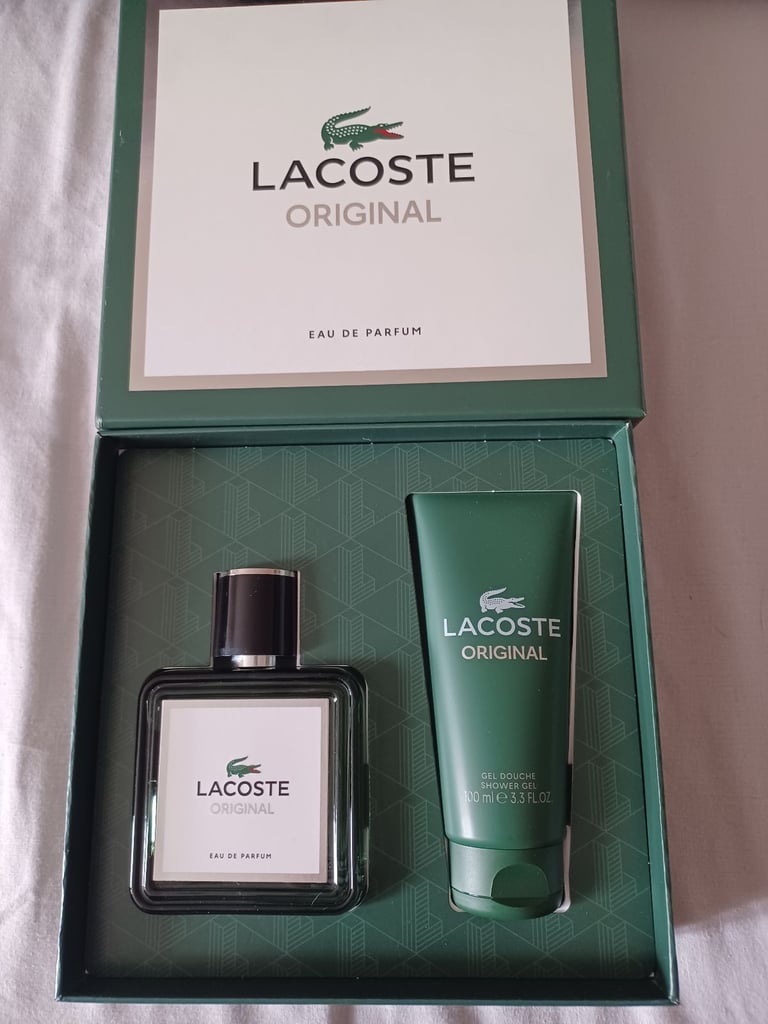 LACOSTE
ORIGINAL
EAU DE PARFUM
LACOSTE
ORIGINAL
EAU DE PARFUM
LACOSTE
ORIGINAL
GEL DOUCHE
SHOWER GEL
100 ml ℮ 3.3 FL.OZ.